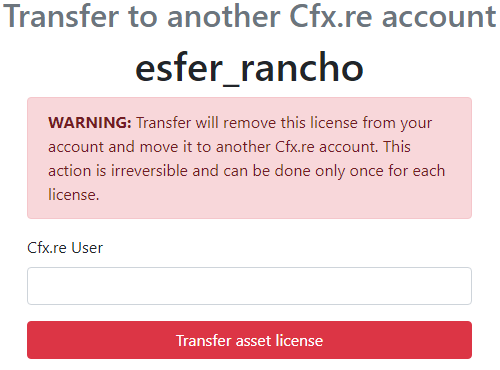 Transfer to another Cfx.re account
esfer_rancho
WARNING: Transfer will remove this license from your
account and move it to another Cfx.re account. This
action is irreversible and can be done only once for each
license.
Cfx.re User
Transfer asset license